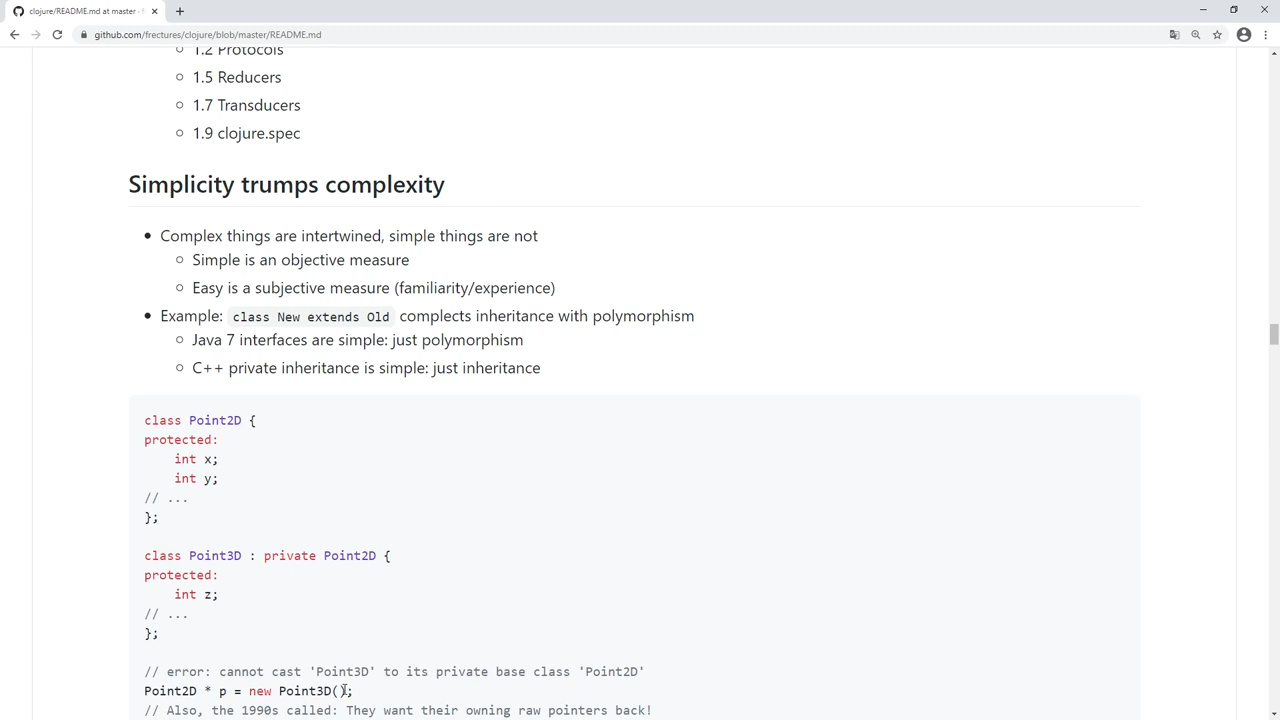 clojure/README.md at master · f
github.com/frectures/clojure/blob/master/README.md
1.2 Protocols
1.5 Reducers
1.7 Transducers
1.9 clojure.spec
Simplicity trumps complexity
Complex things are intertwined, simple things are not
Simple is an objective measure
Easy is a subjective measure (familiarity/experience)
Example: class New extends Old complects inheritance with polymorphism
Java 7 interfaces are simple: just polymorphism
C++ private inheritance is simple: just inheritance
class Point2D {
protected:
    int x;
    int y;
// ...
};
class Point3D : private Point2D {
protected:
    int z;
// ...
};
// error: cannot cast 'Point3D' to its private base class 'Point2D'
Point2D * p = new Point3D();
// Also, the 1990s called: They want their owning raw pointers back!